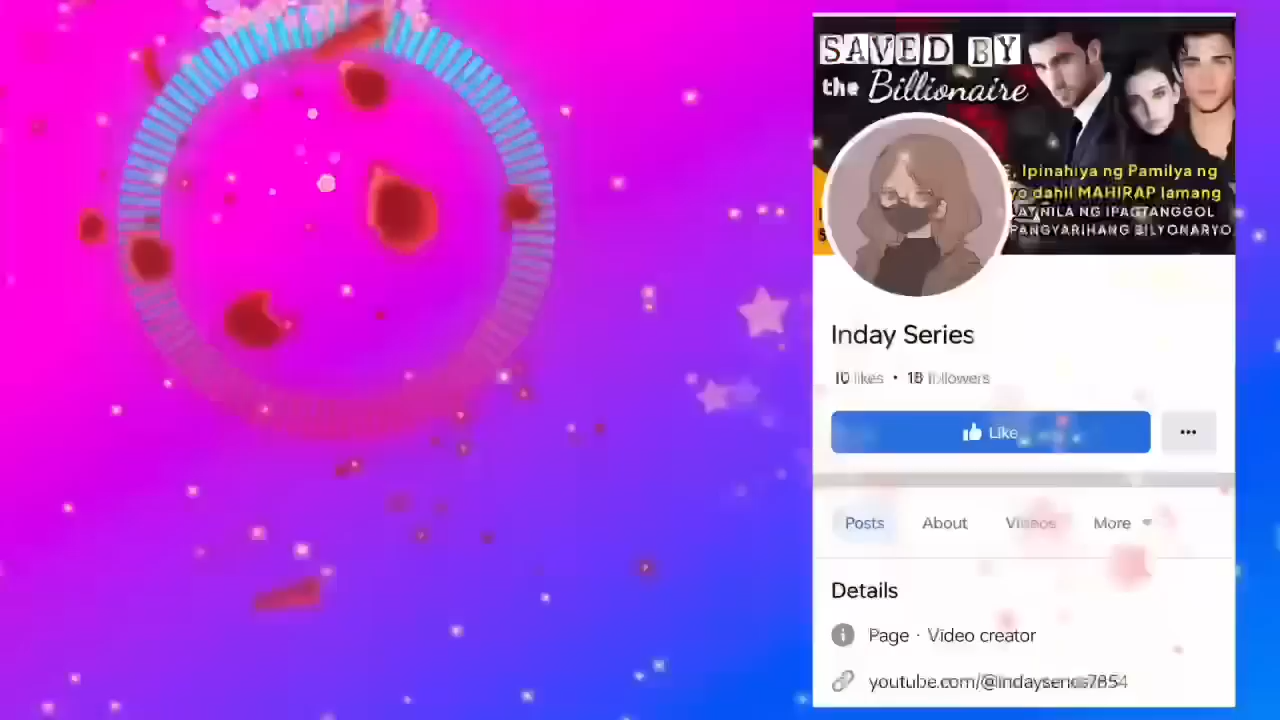 SAVED BY
the Billionaire
, Ipinahiya ng Pamilya ng
dahil MAHIRAP lamang
NILA NG IPAGTANGGOL
BILYONARYO
Inday Series
10 likes • 18 followers
Like
Posts About Videos More
Details
Page · Video creator
youtube.com/@indayseries7854